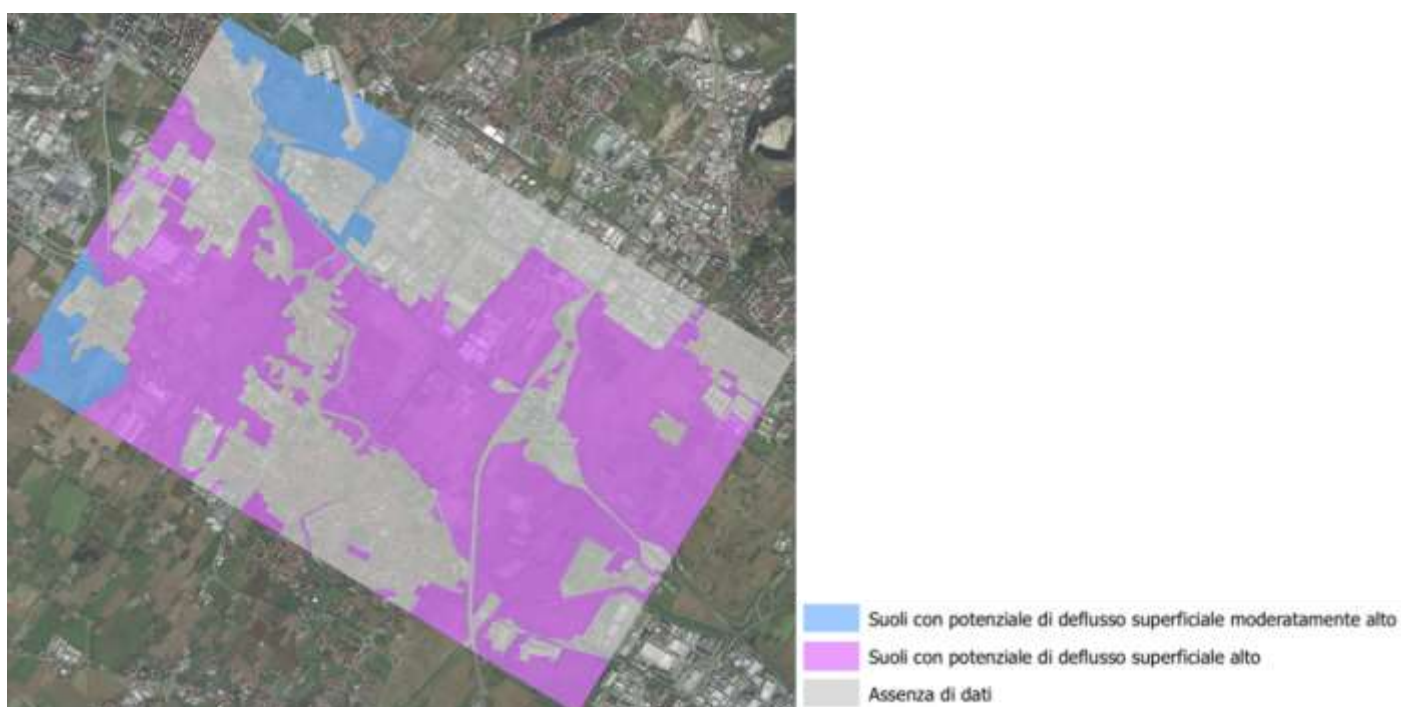 Suoli con potenziale di deflusso superficiale moderatamente alto
Suoli con potenziale di deflusso superficiale alto
Assenza di dati